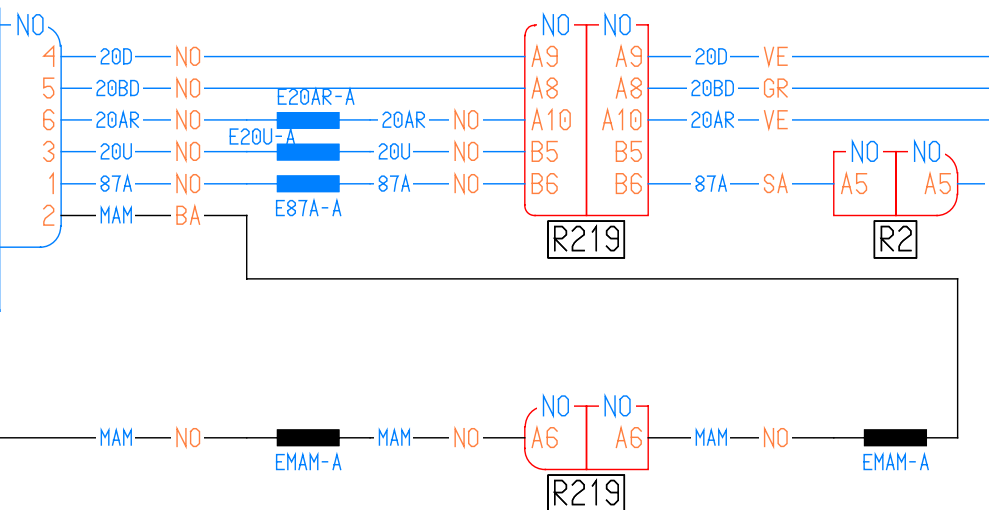 NO NO NO
4 20D NO A9 A9 20D VE
5 20BD NO A8 A8 20BD GR
E20AR-A
6 20AR NO 20AR NO A10 A10 20AR VE
E20U-A
3 20U NO 20U NO B5 B5 NO NO
1 87A NO 87A NO B6 B6 87A SA A5 A5
E87A-A
2 MAM BA
R219 R2
NO NO
MAM NO MAM NO A6 A6 MAM NO
EMAM-A EMAM-A
R219